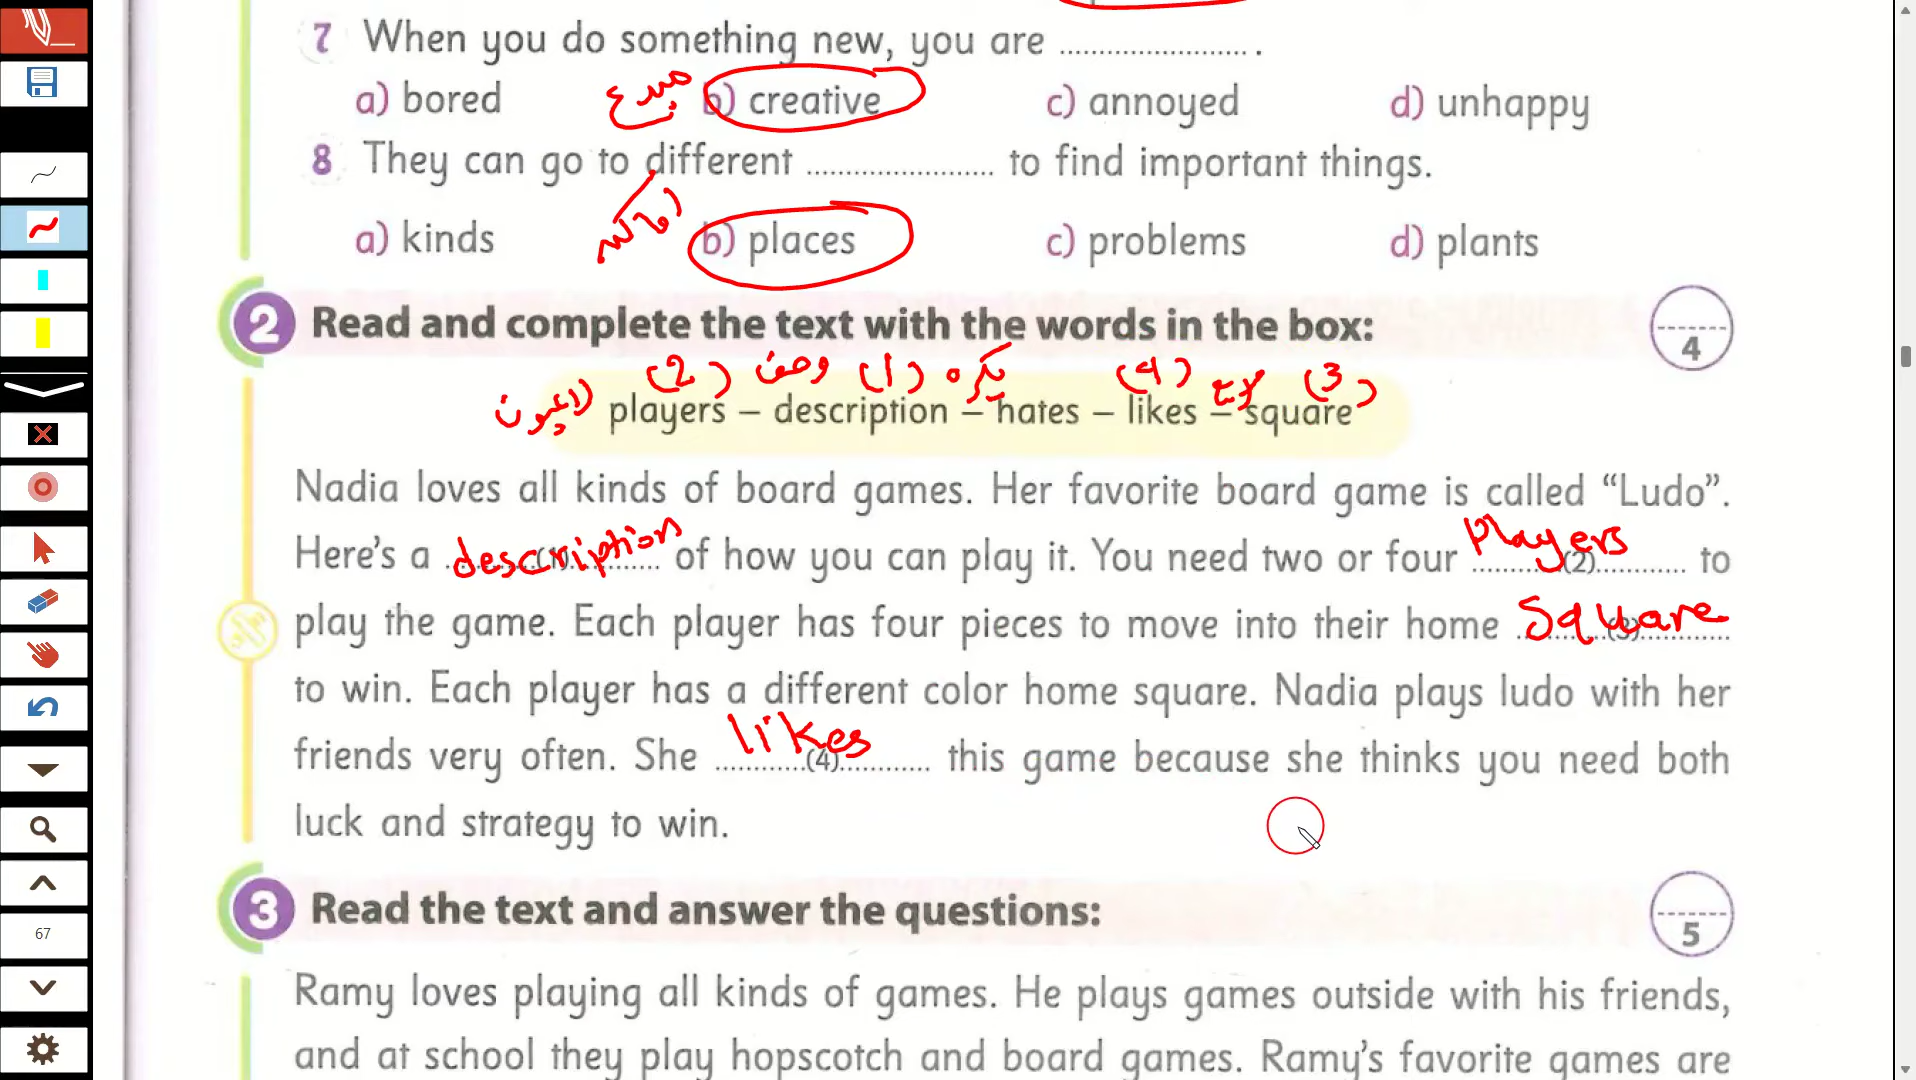 7 When you do something new, you are ........................ .
a) bored مبدع b) creative c) annoyed d) unhappy
8 They can go to different ........................ to find important things.
a) kinds اماكن b) places c) problems d) plants
2 Read and complete the text with the words in the box:
4
(2) وصف (1) يكره (4) مربع (3)
لاعبون players – description – hates – likes – square
Nadia loves all kinds of board games. Her favorite board game is called “Ludo”.
Here’s a description (1) of how you can play it. You need two or four players (2) to
play the game. Each player has four pieces to move into their home square (3)
to win. Each player has a different color home square. Nadia plays ludo with her
friends very often. She likes (4) this game because she thinks you need both
luck and strategy to win.
3 Read the text and answer the questions:
5
Ramy loves playing all kinds of games. He plays games outside with his friends,
and at school they play hopscotch and board games. Ramy’s favorite games are
67